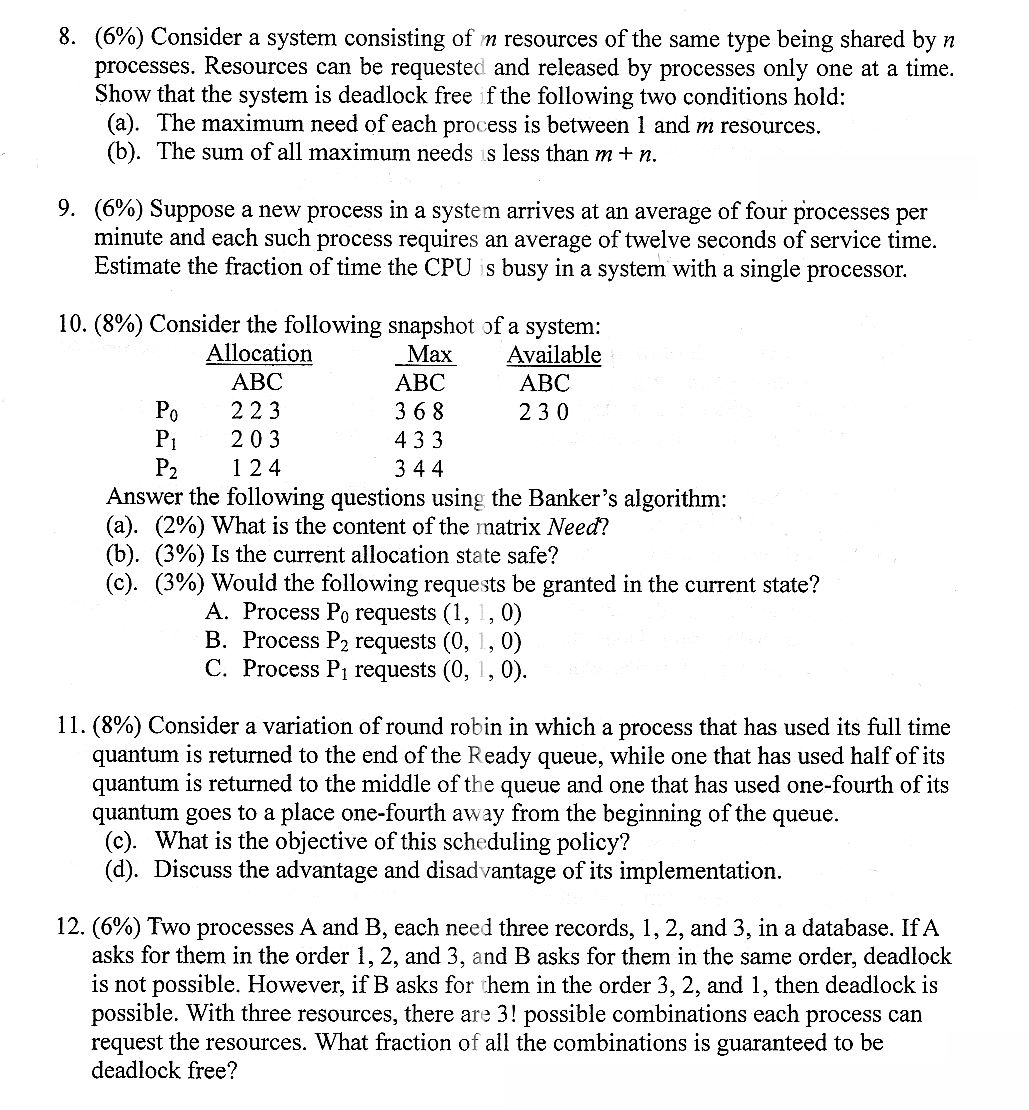 8. (6%) Consider a system consisting of m resources of the same type being shared by n
processes. Resources can be requested and released by processes only one at a time.
Show that the system is deadlock free if the following two conditions hold:
(a). The maximum need of each process is between 1 and m resources.
(b). The sum of all maximum needs is less than m + n.
9. (6%) Suppose a new process in a system arrives at an average of four processes per
minute and each such process requires an average of twelve seconds of service time.
Estimate the fraction of time the CPU is busy in a system with a single processor.
10. (8%) Consider the following snapshot of a system:
Allocation Max Available
ABC ABC ABC
P0 2 2 3 3 6 8 2 3 0
P1 2 0 3 4 3 3
P2 1 2 4 3 4 4
Answer the following questions using the Banker's algorithm:
(a). (2%) What is the content of the matrix Need?
(b). (3%) Is the current allocation state safe?
(c). (3%) Would the following requests be granted in the current state?
A. Process P0 requests (1, 1, 0)
B. Process P2 requests (0, 1, 0)
C. Process P1 requests (0, 1, 0).
11. (8%) Consider a variation of round robin in which a process that has used its full time
quantum is returned to the end of the Ready queue, while one that has used half of its
quantum is returned to the middle of the queue and one that has used one-fourth of its
quantum goes to a place one-fourth away from the beginning of the queue.
(c). What is the objective of this scheduling policy?
(d). Discuss the advantage and disadvantage of its implementation.
12. (6%) Two processes A and B, each need three records, 1, 2, and 3, in a database. If A
asks for them in the order 1, 2, and 3, and B asks for them in the same order, deadlock
is not possible. However, if B asks for them in the order 3, 2, and 1, then deadlock is
possible. With three resources, there are 3! possible combinations each process can
request the resources. What fraction of all the combinations is guaranteed to be
deadlock free?